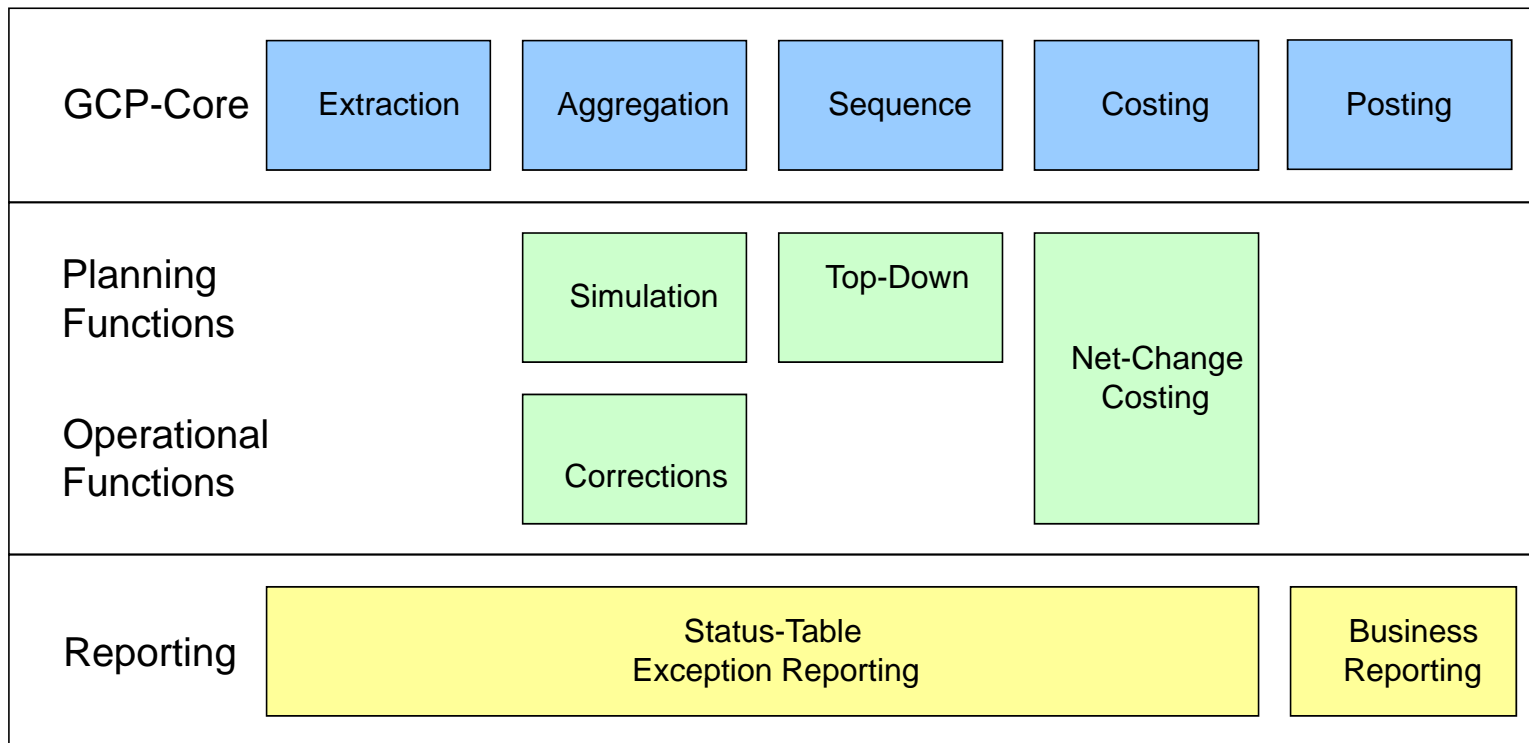 GCP-Core
Extraction
Aggregation
Sequence
Costing
Posting
Planning
Functions
Simulation
Top-Down
Net-Change
Costing
Operational
Functions
Corrections
Reporting
Status-Table
Exception Reporting
Business
Reporting